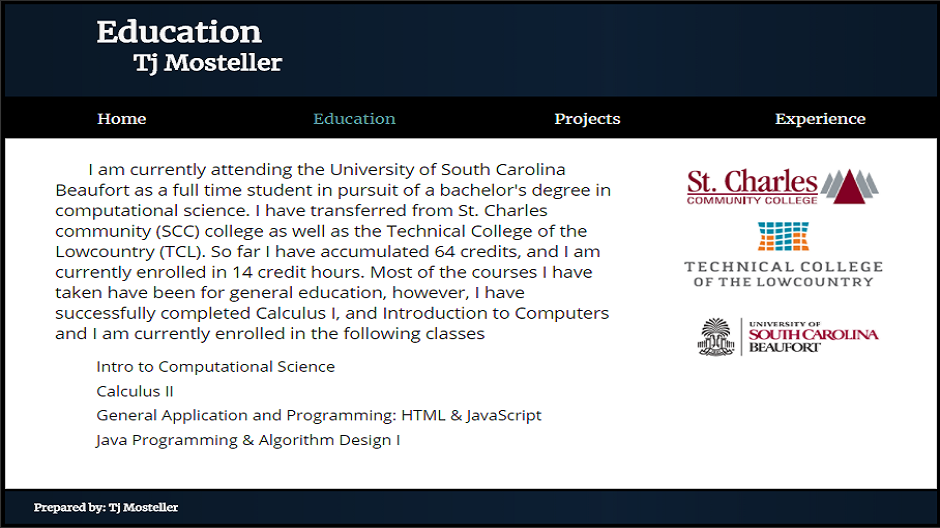 Education
Tj Mosteller
Home Education Projects Experience
I am currently attending the University of South Carolina
Beaufort as a full time student in pursuit of a bachelor's degree in
computational science. I have transferred from St. Charles
community (SCC) college as well as the Technical College of the
Lowcountry (TCL). So far I have accumulated 64 credits, and I am
currently enrolled in 14 credit hours. Most of the courses I have
taken have been for general education, however, I have
successfully completed Calculus I, and Introduction to Computers
and I am currently enrolled in the following classes
Intro to Computational Science
Calculus II
General Application and Programming: HTML & JavaScript
Java Programming & Algorithm Design I
St. Charles
COMMUNITY COLLEGE
TECHNICAL COLLEGE
OF THE LOWCOUNTRY
UNIVERSITY OF
SOUTH CAROLINA
BEAUFORT
Prepared by: Tj Mosteller